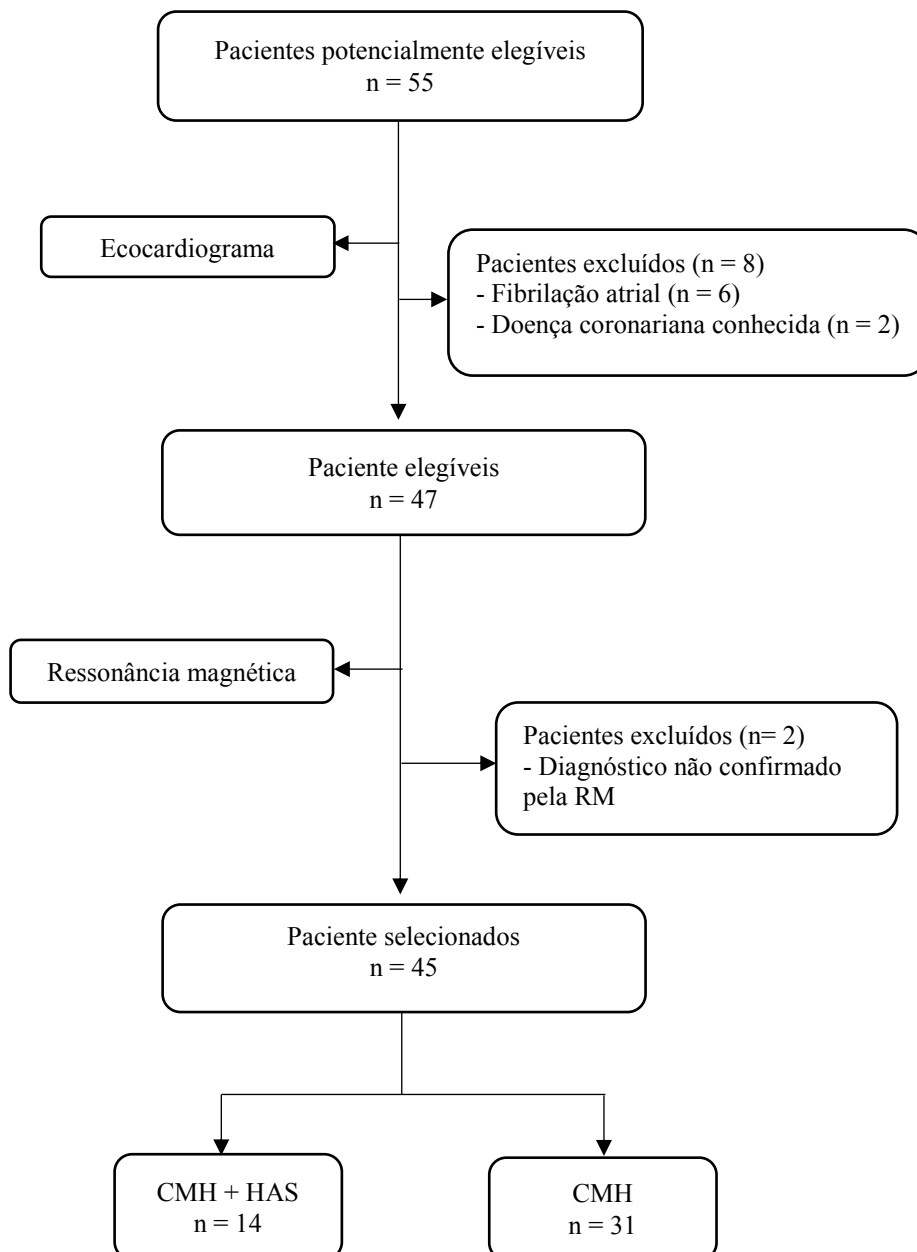 Pacientes potencialmente elegíveis
n = 55
Ecocardiograma
Pacientes excluídos (n = 8)
- Fibrilação atrial (n = 6)
- Doença coronariana conhecida (n = 2)
Paciente elegíveis
n = 47
Ressonância magnética
Pacientes excluídos (n= 2)
- Diagnóstico não confirmado
pela RM
Paciente selecionados
n = 45
CMH + HAS
n = 14
CMH
n = 31